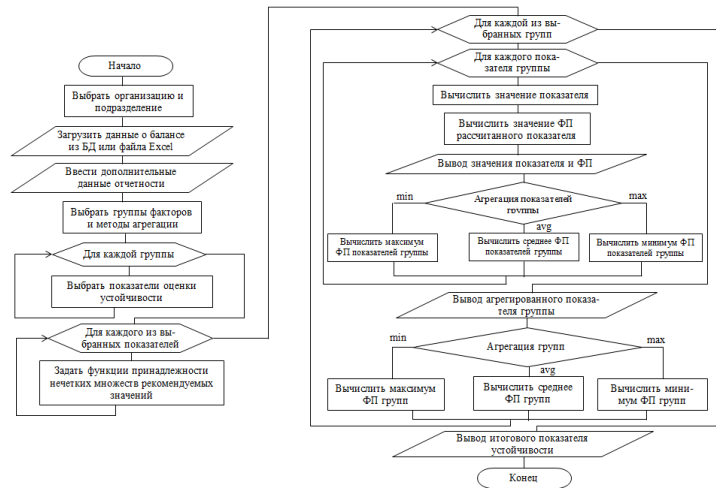 Начало
Выбрать организацию и
подразделение
Загрузить данные о балансе
из БД или файла Excel
Ввести дополнительные
данные отчетности
Выбрать группы факторов
и методы агрегации
Для каждой группы
Выбрать показатели оценки
устойчивости
Для каждого из вы-
бранных показателей
Задать функции принадлежности
нечетких множеств рекомендуемых
значений
Для каждой из вы-
бранных групп
Для каждого пока-
зателя группы
Вычислить значение показателя
Вычислить значение ФП
рассчитанного показателя
Вывод значения показателя и ФП
min
Агрегация показателей
группы
max
avg
Вычислить максимум
ФП показателей группы
Вычислить среднее ФП
показателей группы
Вычислить минимум ФП
показателей группы
Вывод агрегированного показа-
теля группы
min
Агрегация групп
max
avg
Вычислить максимум
ФП групп
Вычислить среднее
ФП групп
Вычислить мини-
мум ФП групп
Вывод итогового показателя
устойчивости
Конец